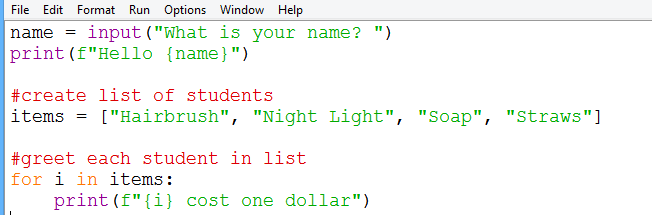 File Edit Format Run Options Window Help
name = input("What is your name? ")
print(f"Hello {name}")
#create list of students
items = ["Hairbrush", "Night Light", "Soap", "Straws"]
#greet each student in list
for i in items:
    print(f"{i} cost one dollar")